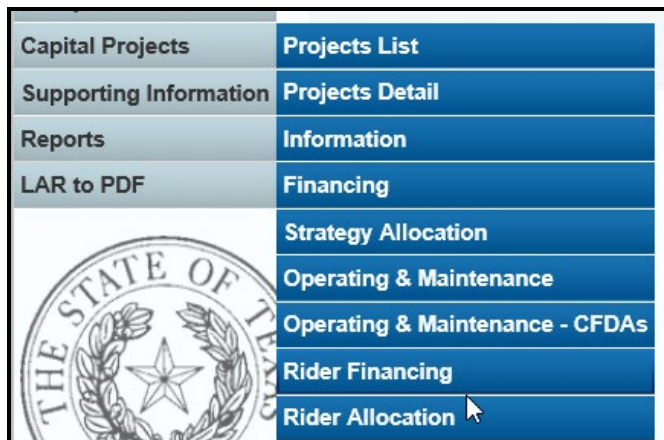 Capital Projects
Supporting Information
Reports
LAR to PDF
Projects List
Projects Detail
Information
Financing
Strategy Allocation
Operating & Maintenance
Operating & Maintenance - CFDAs
Rider Financing
Rider Allocation
THE STATE OF TEXAS